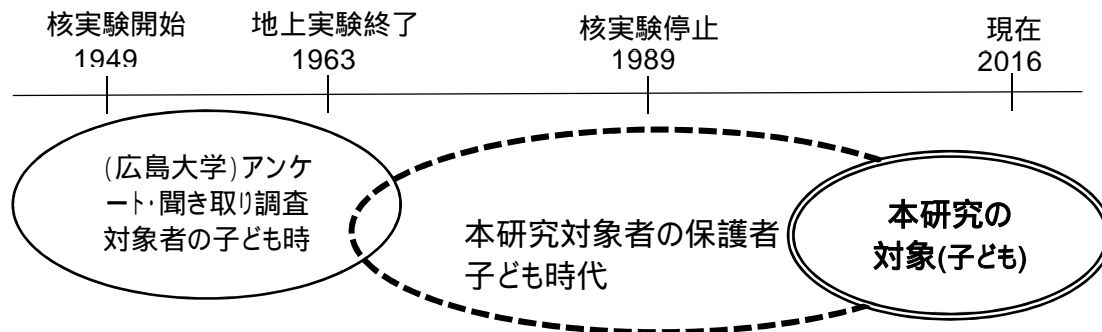 核実験開始
1949
地上実験終了
1963
核実験停止
1989
現在
2016
(広島大学)アンケ
ート・聞き取り調査
対象者の子ども時
本研究対象者の保護者
子ども時代
本研究の
対象(子ども)